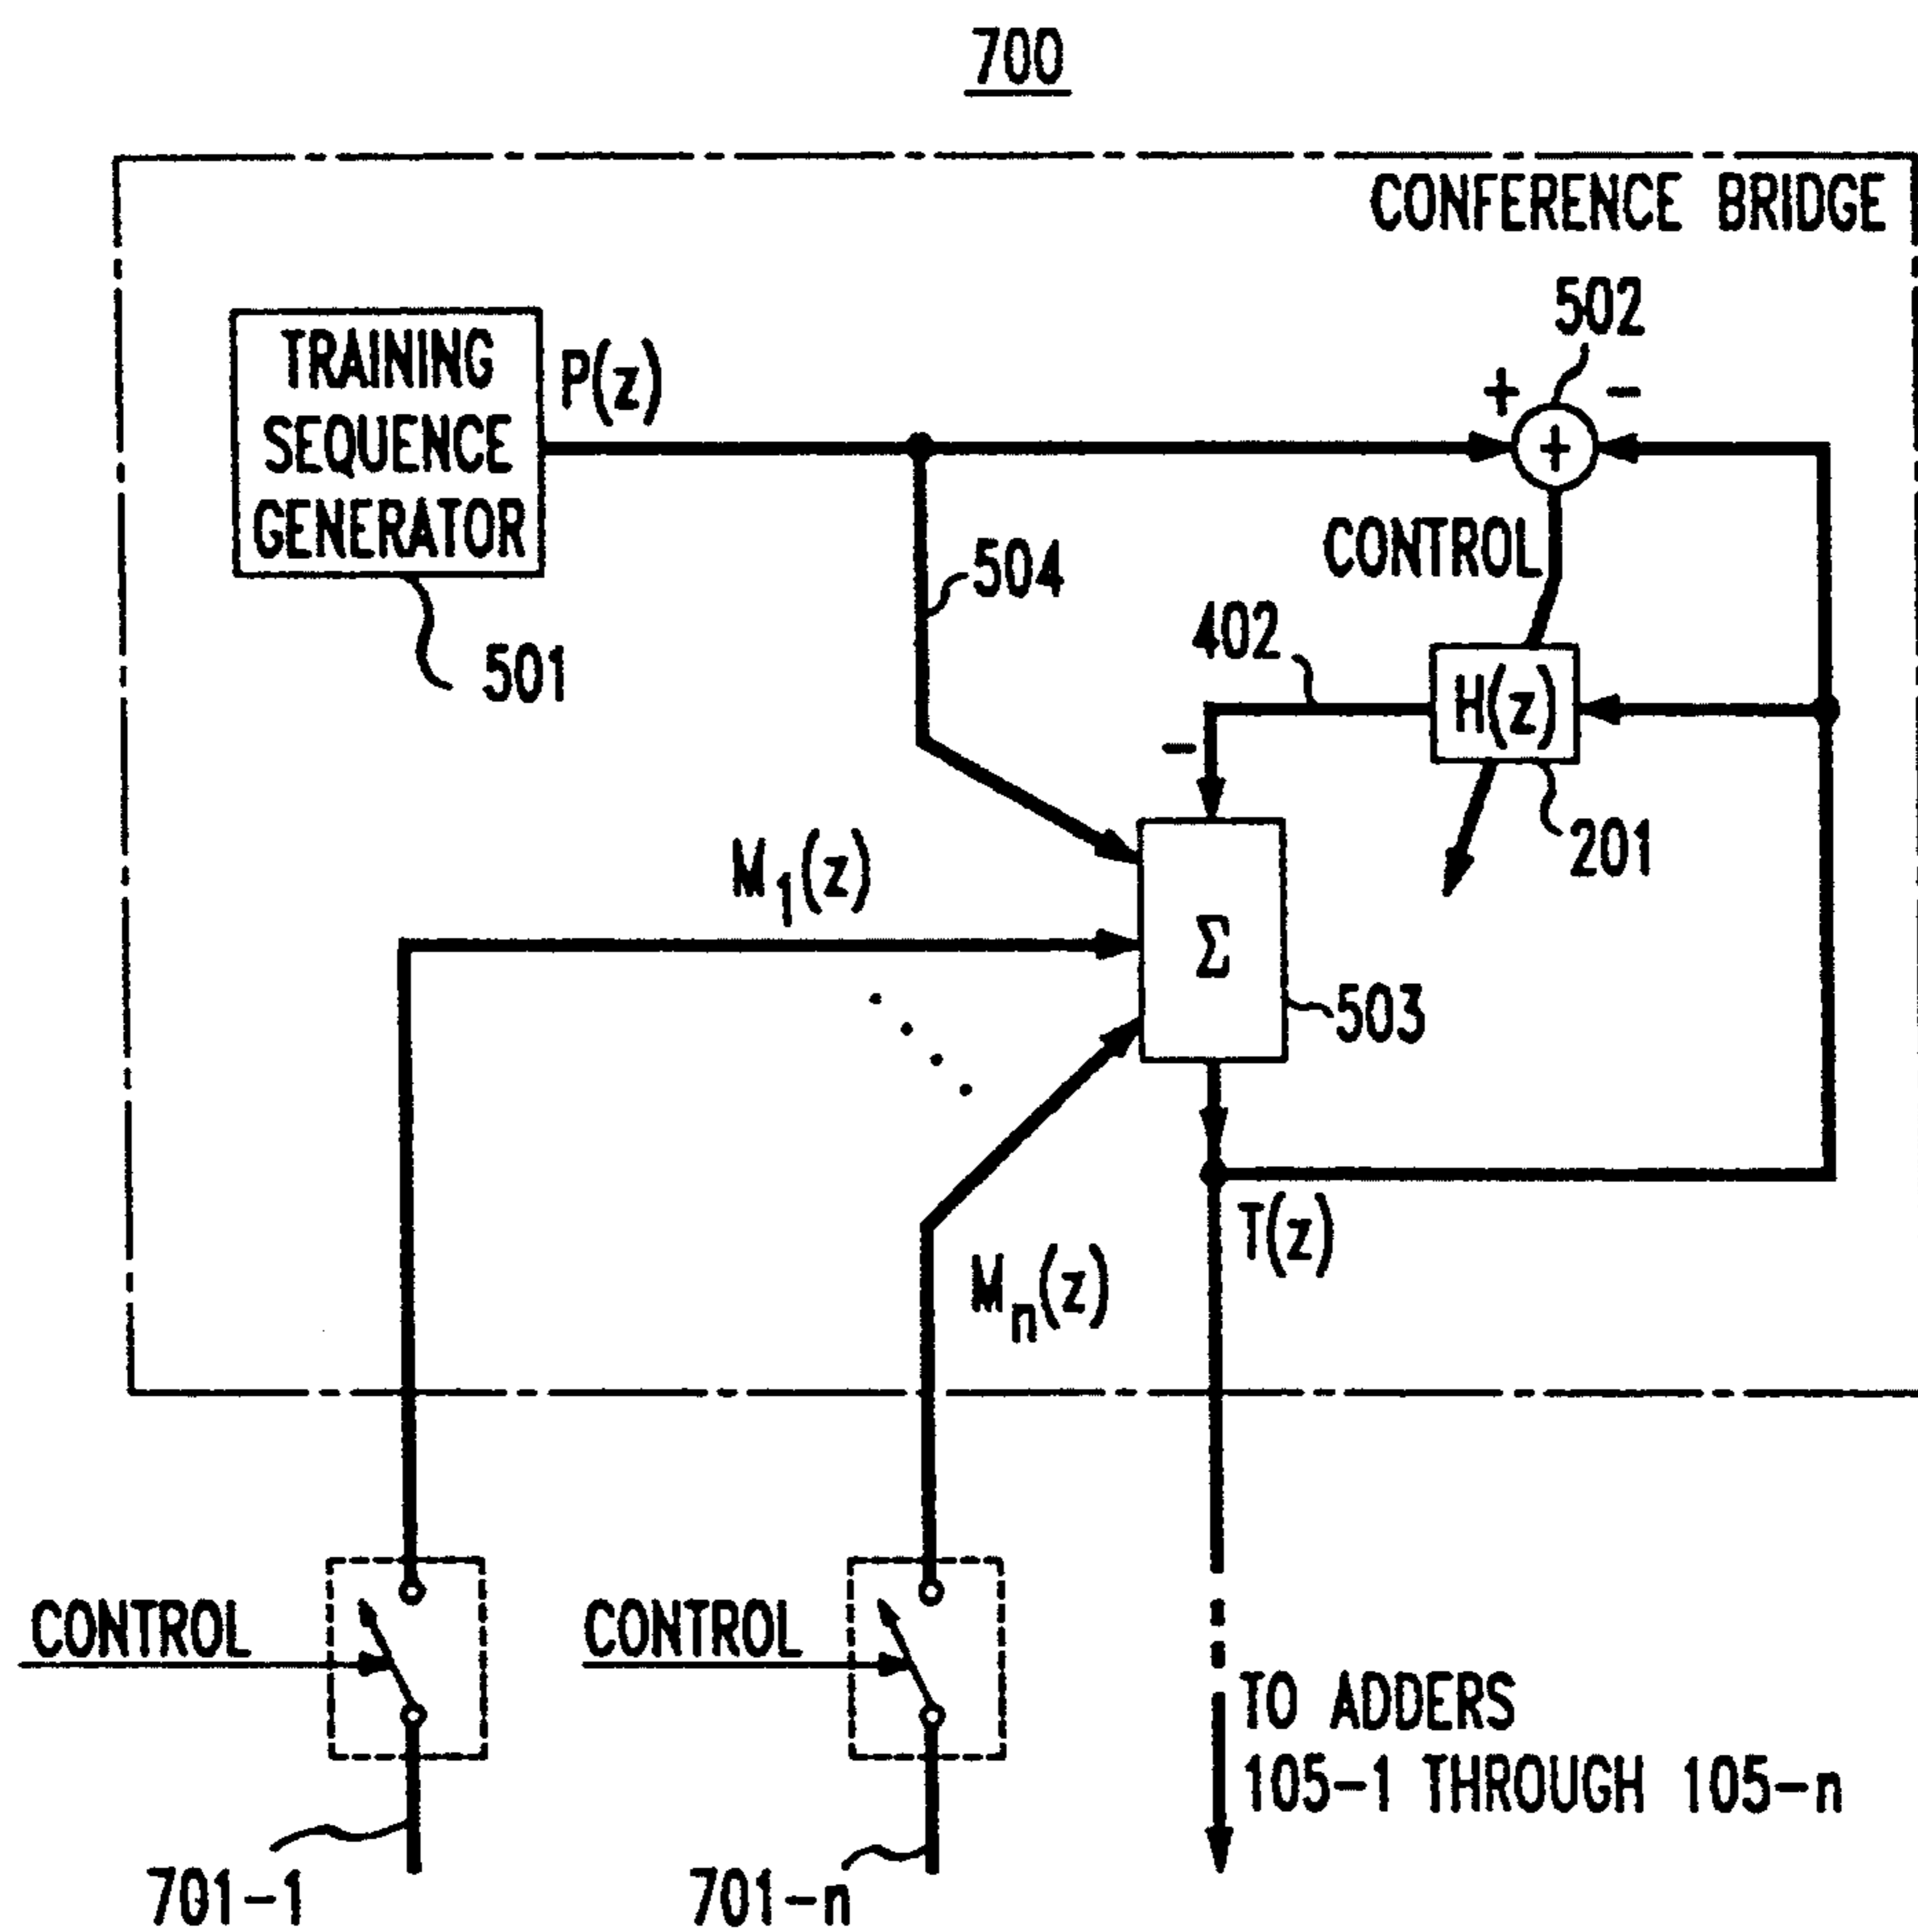 700
CONFERENCE BRIDGE
TRAINING
SEQUENCE
GENERATOR
P(z)
502
+
-
+
CONTROL
504
402
501
H(z)
-
201
M1(z)
Σ
503
T(z)
Mn(z)
CONTROL
CONTROL
TO ADDERS
105-1 THROUGH 105-n
701-1
701-n